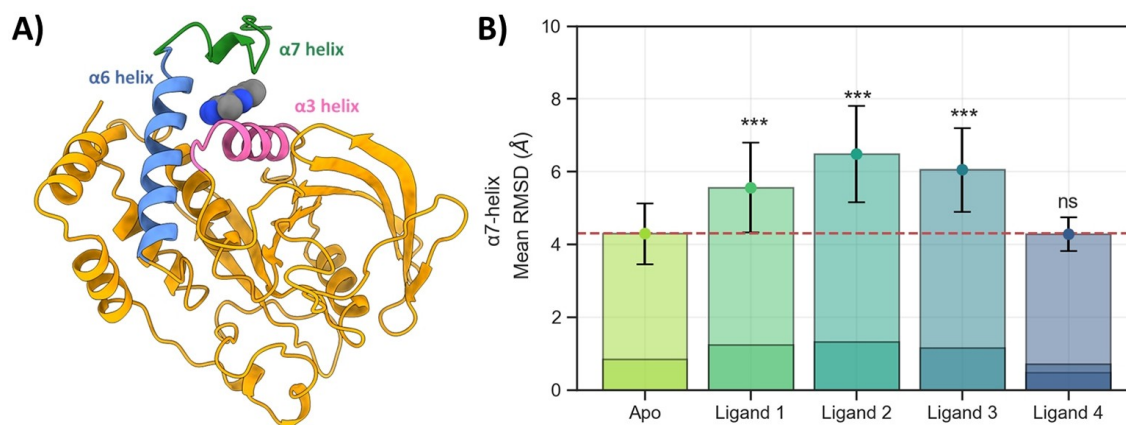 A)
α7 helix
α6 helix
α3 helix
B)
α7-helix
Mean RMSD (Å)
10
8
6
4
2
0
***
***
***
ns
Apo
Ligand 1
Ligand 2
Ligand 3
Ligand 4